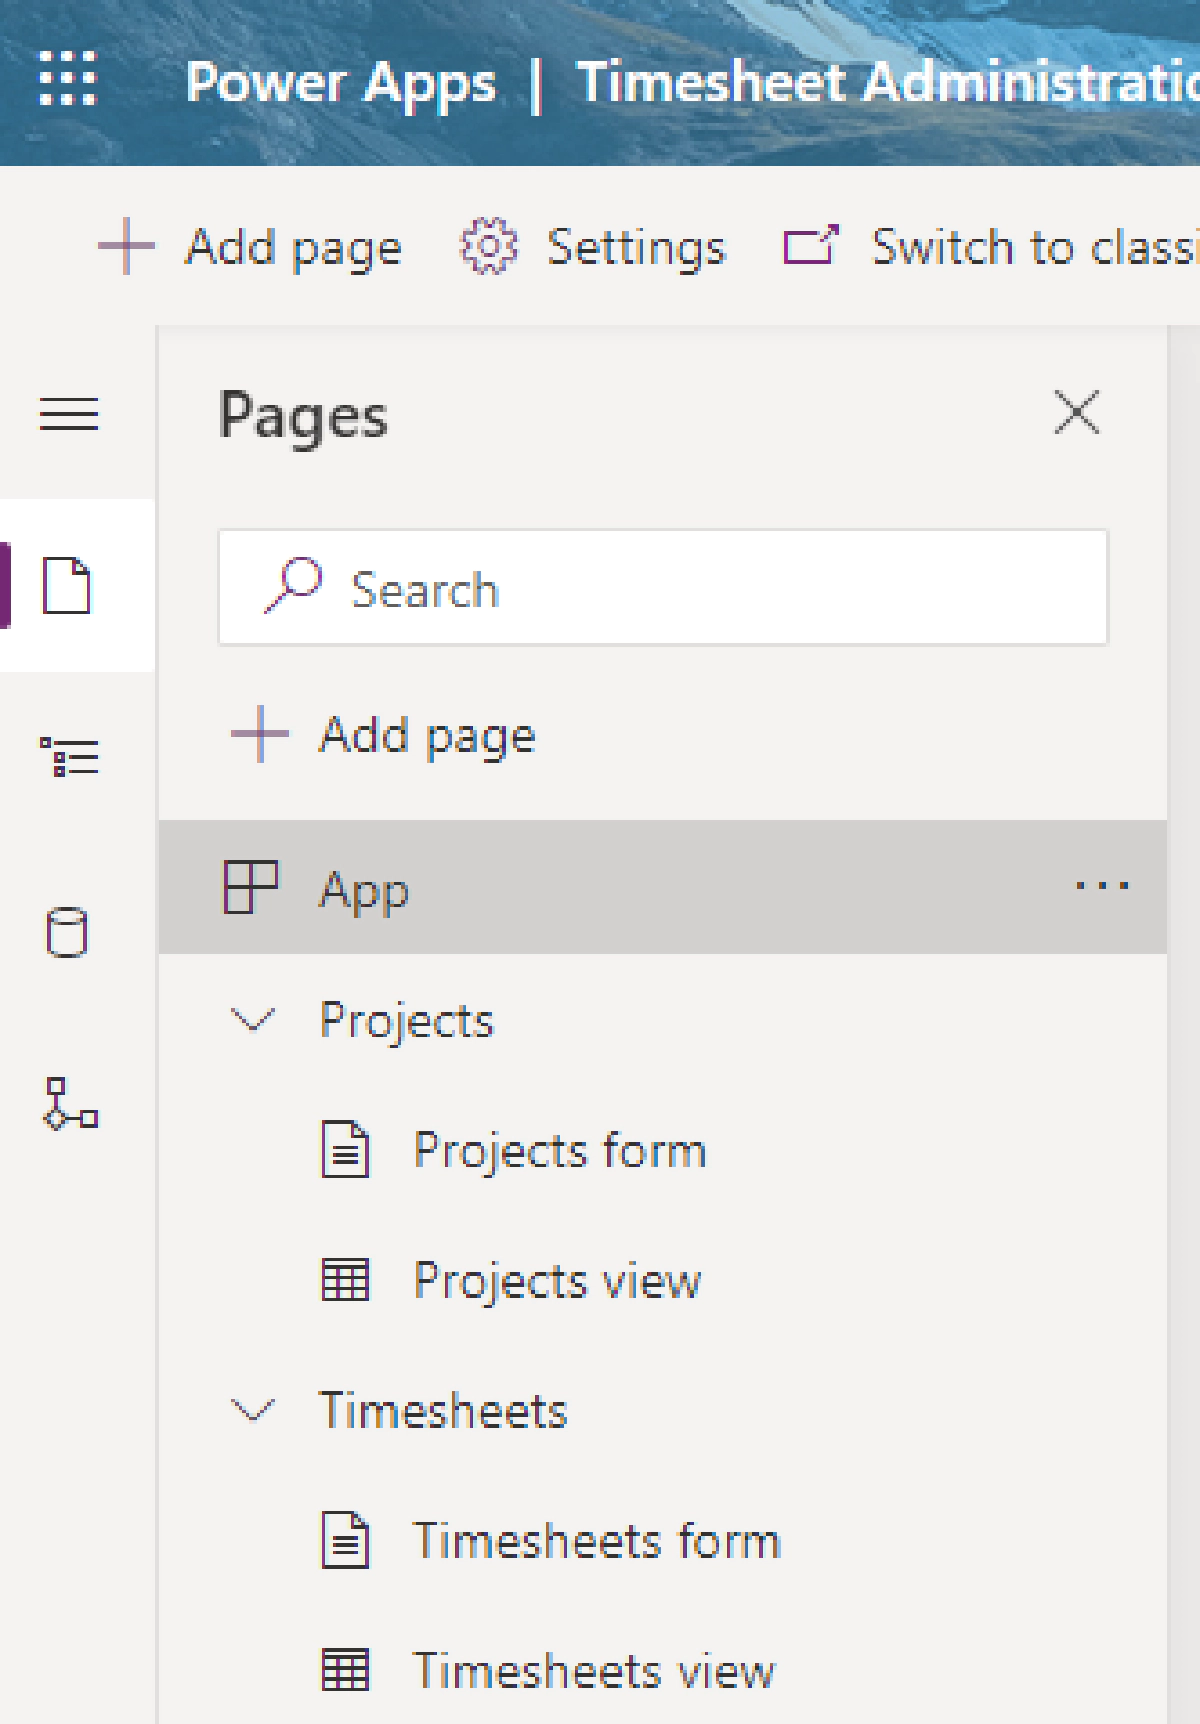 Power Apps | Timesheet Administratio
Add page Settings Switch to classi
Pages
Search
Add page
App
Projects
Projects form
Projects view
Timesheets
Timesheets form
Timesheets view